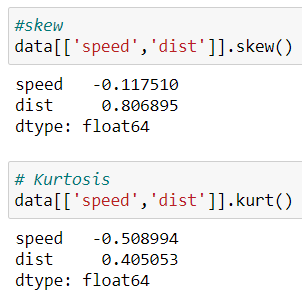 #skew
data[['speed','dist']].skew()
speed   -0.117510
dist     0.806895
dtype: float64
# Kurtosis
data[['speed','dist']].kurt()
speed   -0.508994
dist     0.405053
dtype: float64